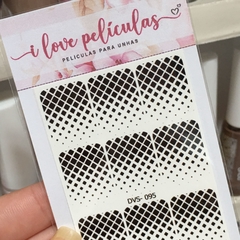 i love películas
PELÍCULAS PARA UNHAS
DVS- 095